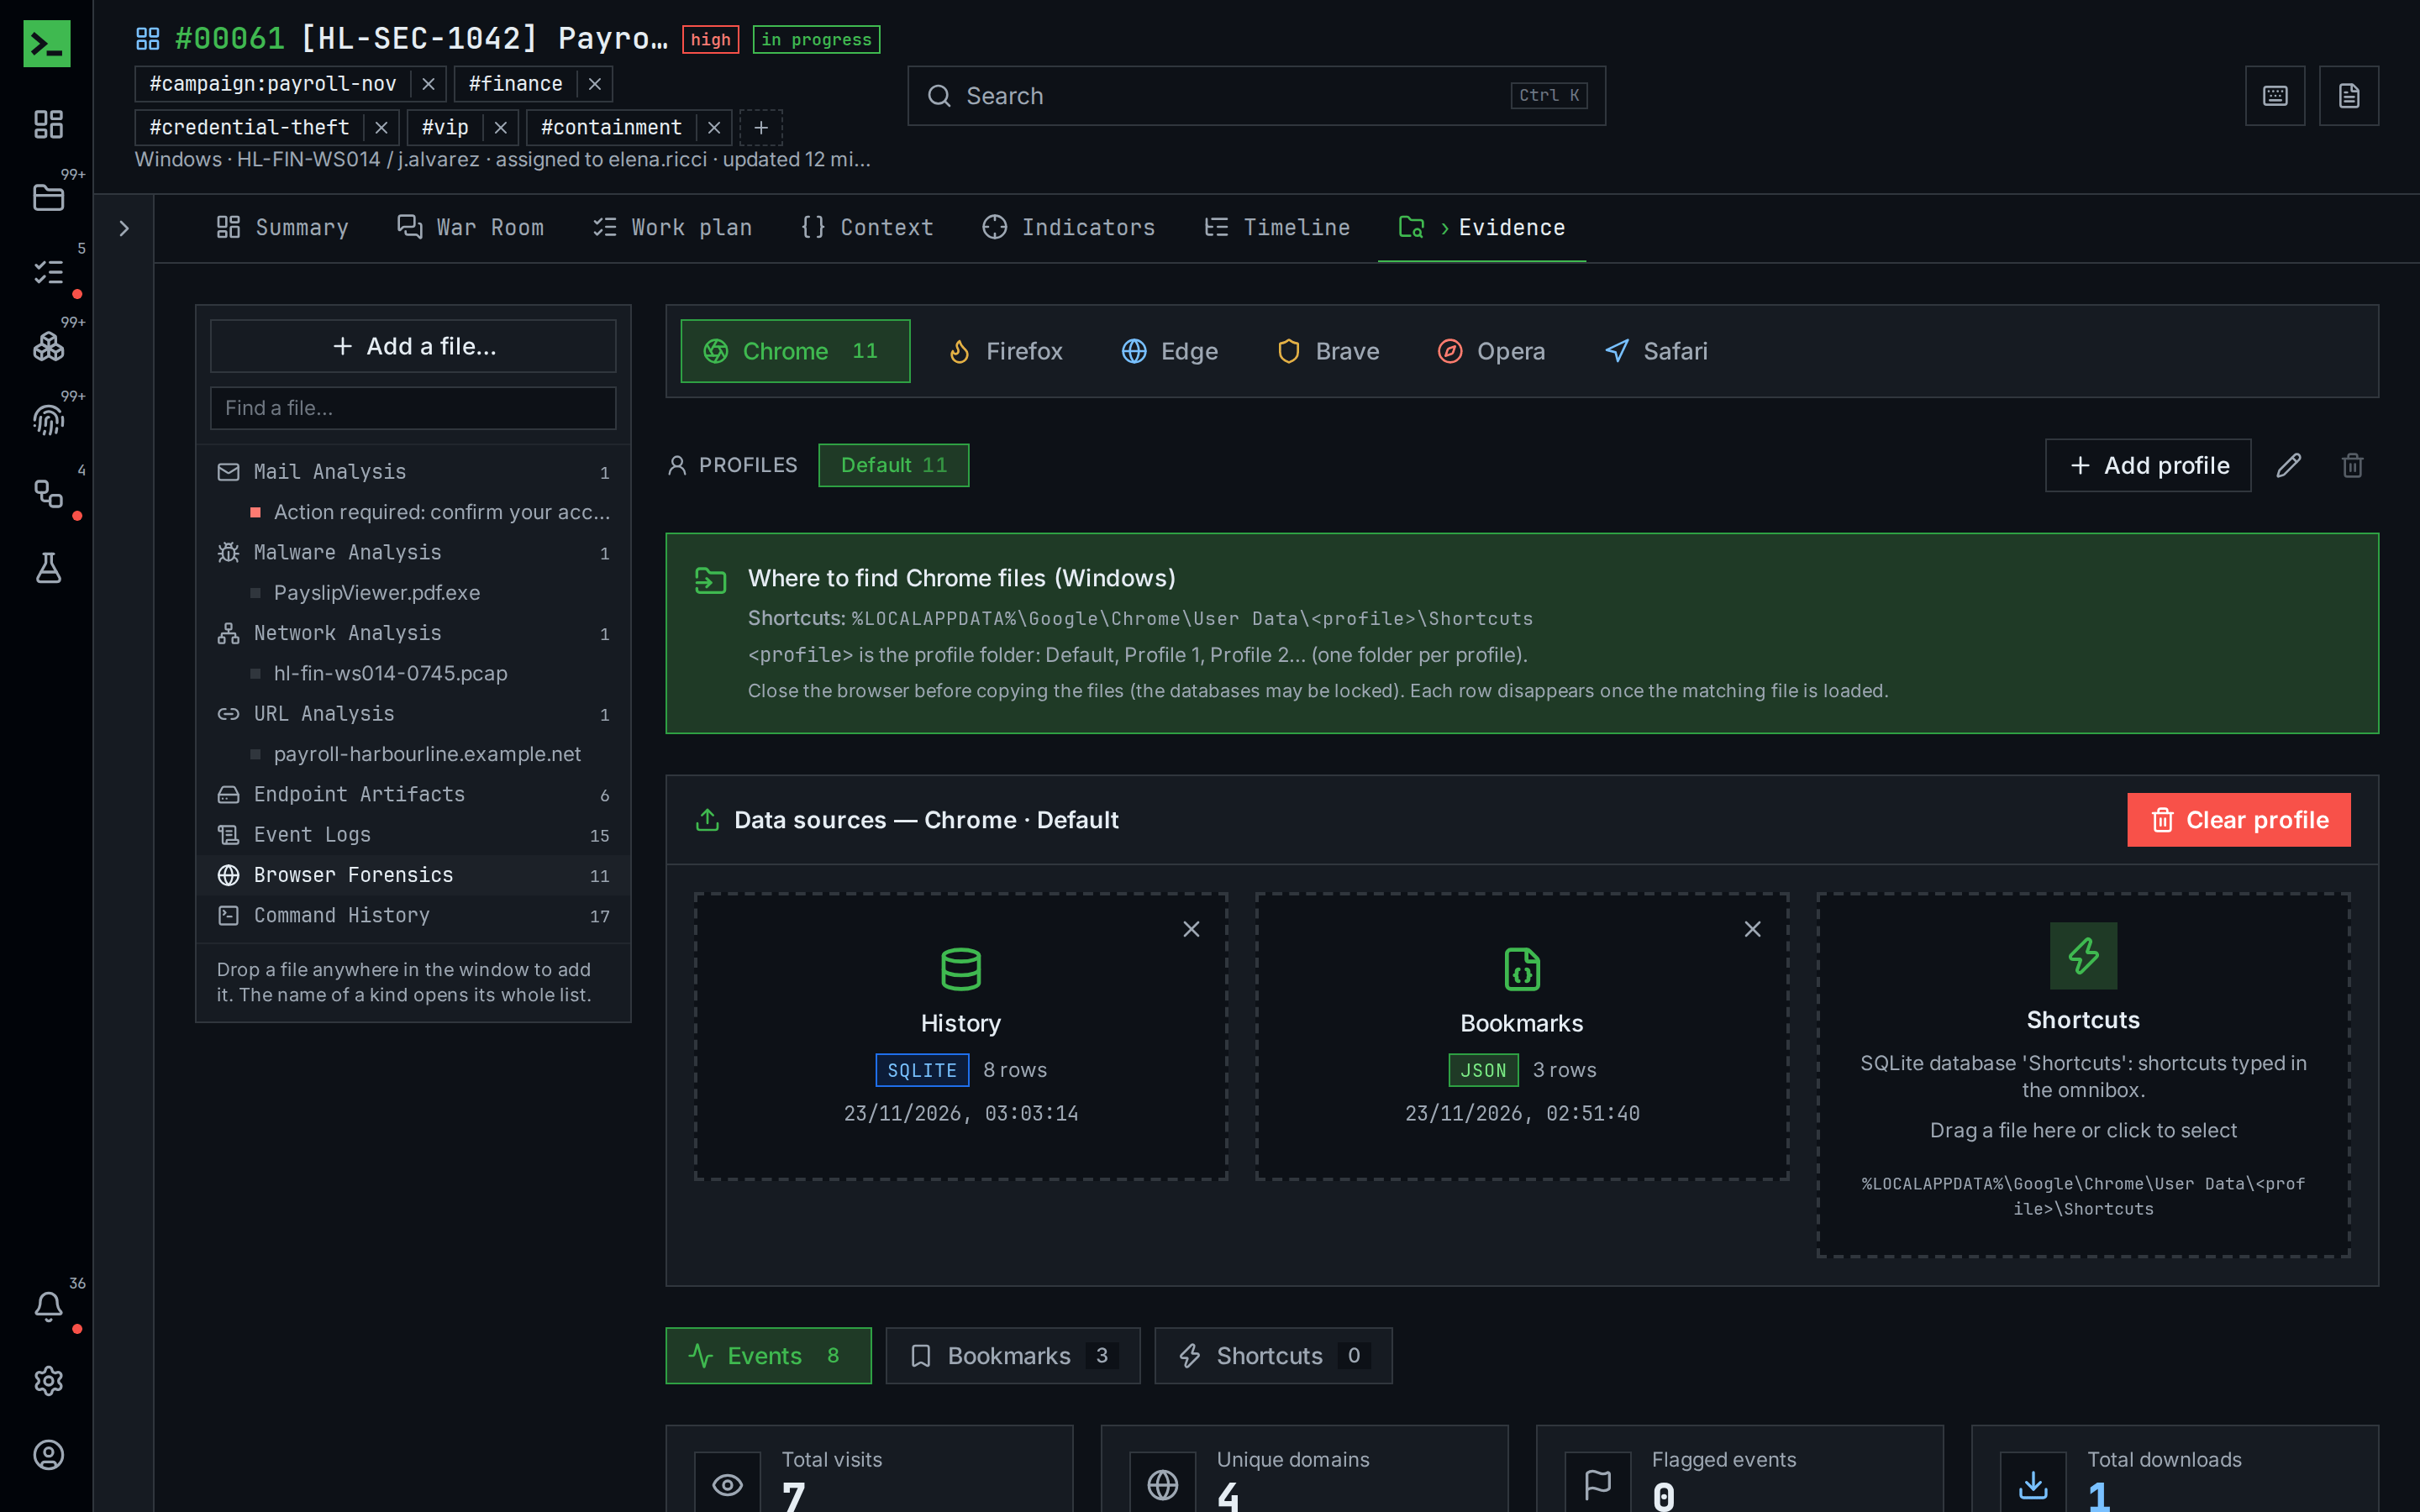 #00061 [HL-SEC-1042] Payro… high in progress
#campaign:payroll-nov #finance
#credential-theft #vip #containment
Windows · HL-FIN-WS014 / j.alvarez · assigned to elena.ricci · updated 12 mi…
Search Ctrl K
99+
5
99+
99+
4
36
Summary War Room Work plan Context Indicators Timeline › Evidence
Add a file...
Find a file...
Mail Analysis 1
Action required: confirm your acc...
Malware Analysis 1
PayslipViewer.pdf.exe
Network Analysis 1
hl-fin-ws014-0745.pcap
URL Analysis 1
payroll-harbourline.example.net
Endpoint Artifacts 6
Event Logs 15
Browser Forensics 11
Command History 17
Drop a file anywhere in the window to add
it. The name of a kind opens its whole list.
Chrome 11 Firefox Edge Brave Opera Safari
PROFILES Default 11 Add profile
Where to find Chrome files (Windows)
Shortcuts: %LOCALAPPDATA%\Google\Chrome\User Data\<profile>\Shortcuts
<profile> is the profile folder: Default, Profile 1, Profile 2... (one folder per profile).
Close the browser before copying the files (the databases may be locked). Each row disappears once the matching file is loaded.
Data sources — Chrome · Default Clear profile
History
SQLITE 8 rows
23/11/2026, 03:03:14
Bookmarks
JSON 3 rows
23/11/2026, 02:51:40
Shortcuts
SQLite database 'Shortcuts': shortcuts typed in
the omnibox.
Drag a file here or click to select
%LOCALAPPDATA%\Google\Chrome\User Data\<prof
ile>\Shortcuts
Events 8 Bookmarks 3 Shortcuts 0
Total visits
7
Unique domains
4
Flagged events
0
Total downloads
1